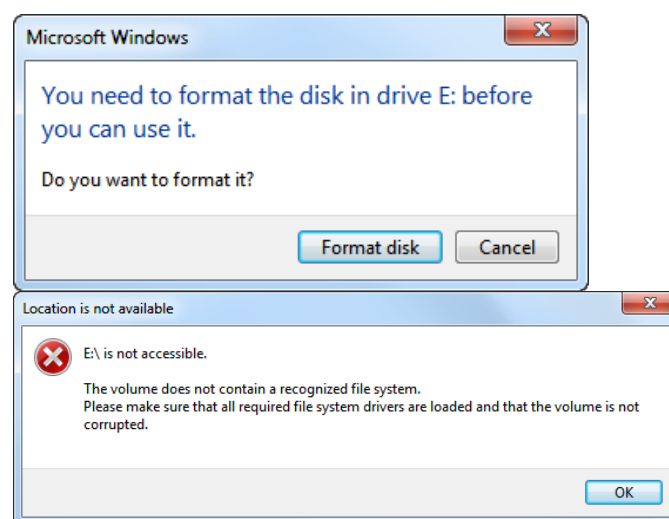 Microsoft Windows
You need to format the disk in drive E: before
you can use it.
Do you want to format it?
Format disk
Cancel
Location is not available
E:\ is not accessible.
The volume does not contain a recognized file system.
Please make sure that all required file system drivers are loaded and that the volume is not
corrupted.
OK